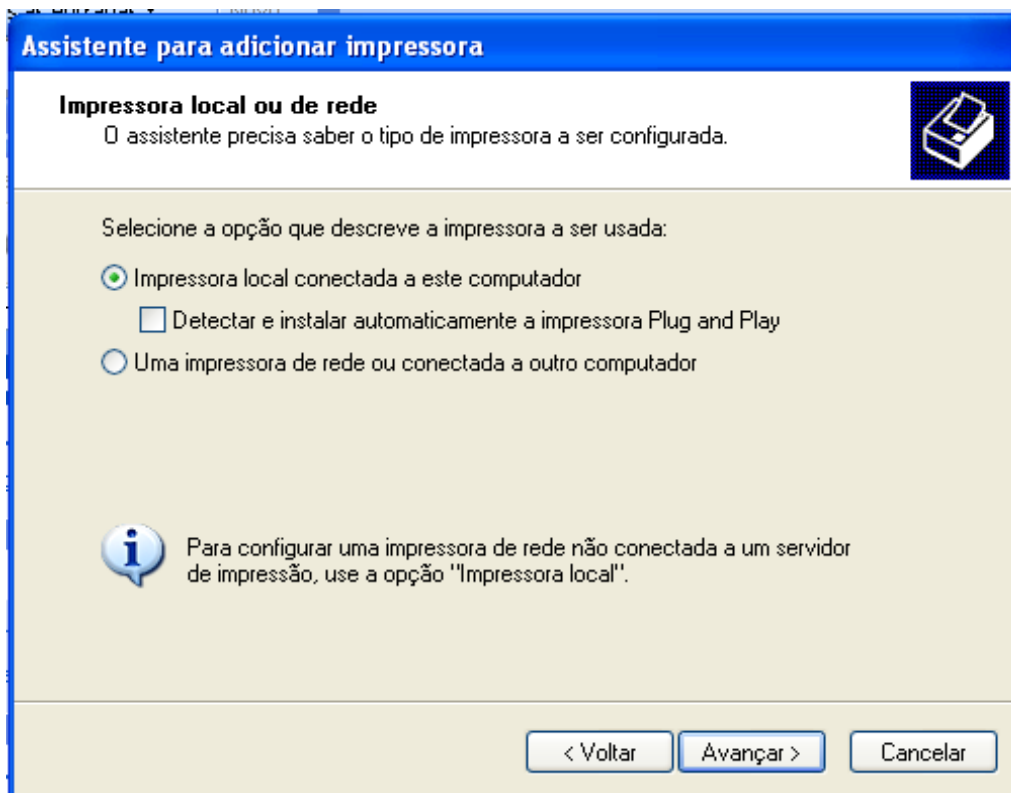 Assistente para adicionar impressora
Impressora local ou de rede
O assistente precisa saber o tipo de impressora a ser configurada.
Selecione a opção que descreve a impressora a ser usada:
Impressora local conectada a este computador
Detectar e instalar automaticamente a impressora Plug and Play
Uma impressora de rede ou conectada a outro computador
Para configurar uma impressora de rede não conectada a um servidor
de impressão, use a opção "Impressora local".
< Voltar Avançar > Cancelar